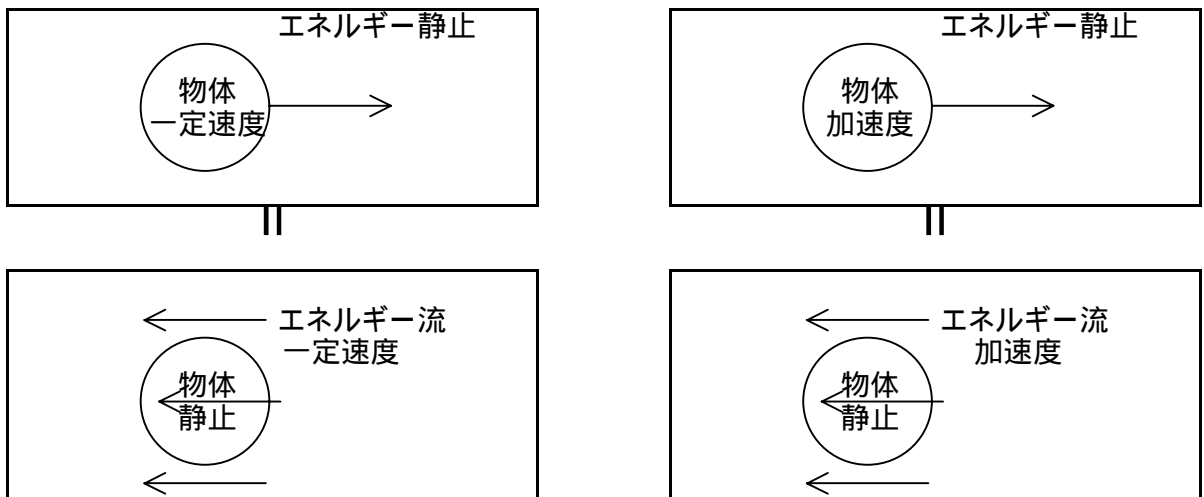 エネルギー静止
物体
一定速度
エネルギー静止
物体
加速度
エネルギー流
一定速度
物体
静止
エネルギー流
加速度
物体
静止